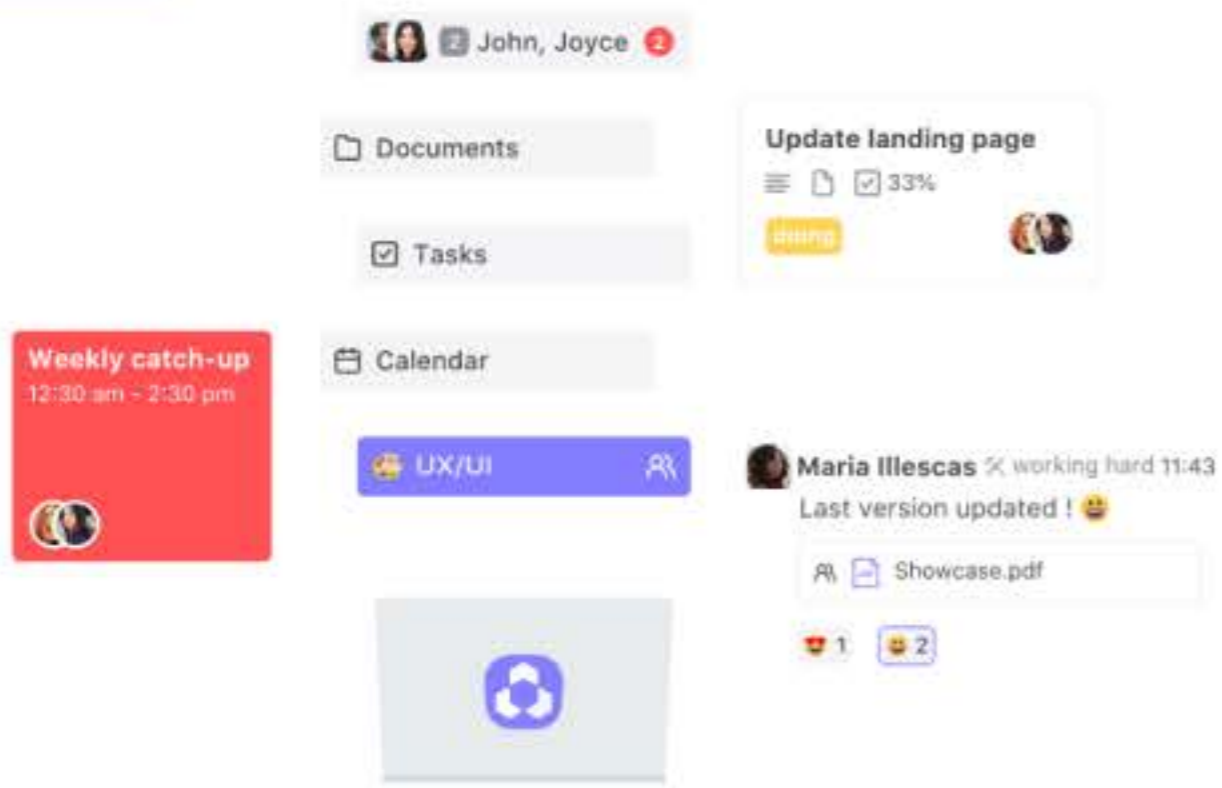 2 John, Joyce 2
Documents
Update landing page
33%
Tasks
Weekly catch-up
12:30 am - 2:30 pm
Calendar
UX/UI
Maria Illescas working hard 11:43
Last version updated !
Showcase.pdf
1 2